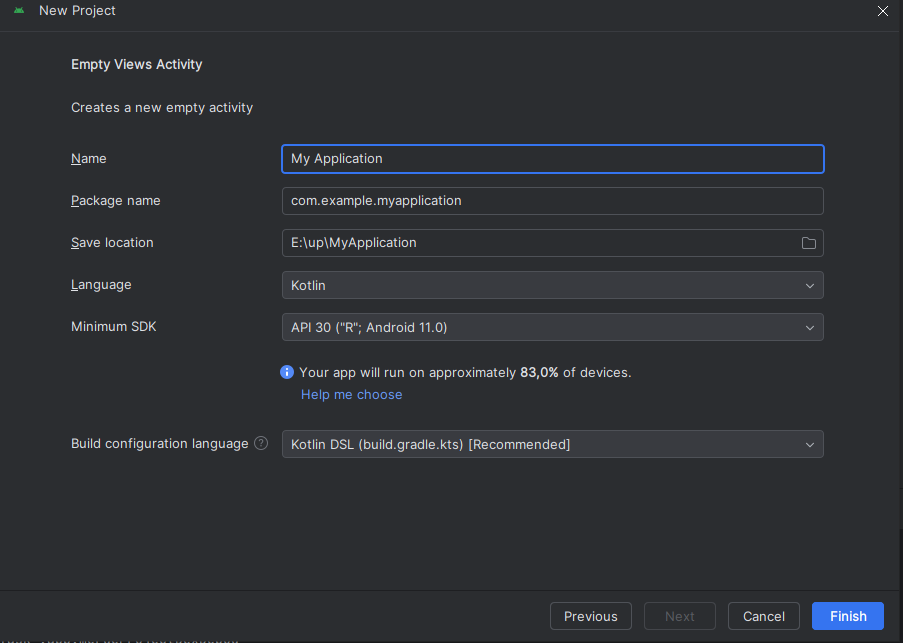 New Project
Empty Views Activity
Creates a new empty activity
Name My Application
Package name com.example.myapplication
Save location E:\up\MyApplication
Language Kotlin
Minimum SDK API 30 ("R"; Android 11.0)
Your app will run on approximately 83,0% of devices.
Help me choose
Build configuration language ? Kotlin DSL (build.gradle.kts) [Recommended]
Previous Next Cancel Finish